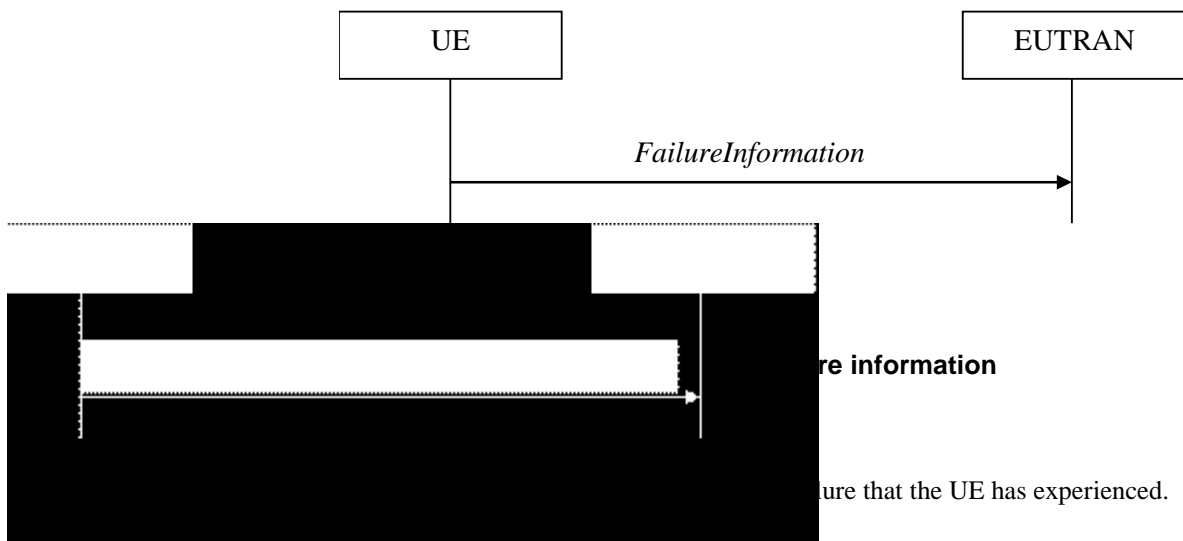 UE
EUTRAN
FailureInformation
re information
lure that the UE has experienced.